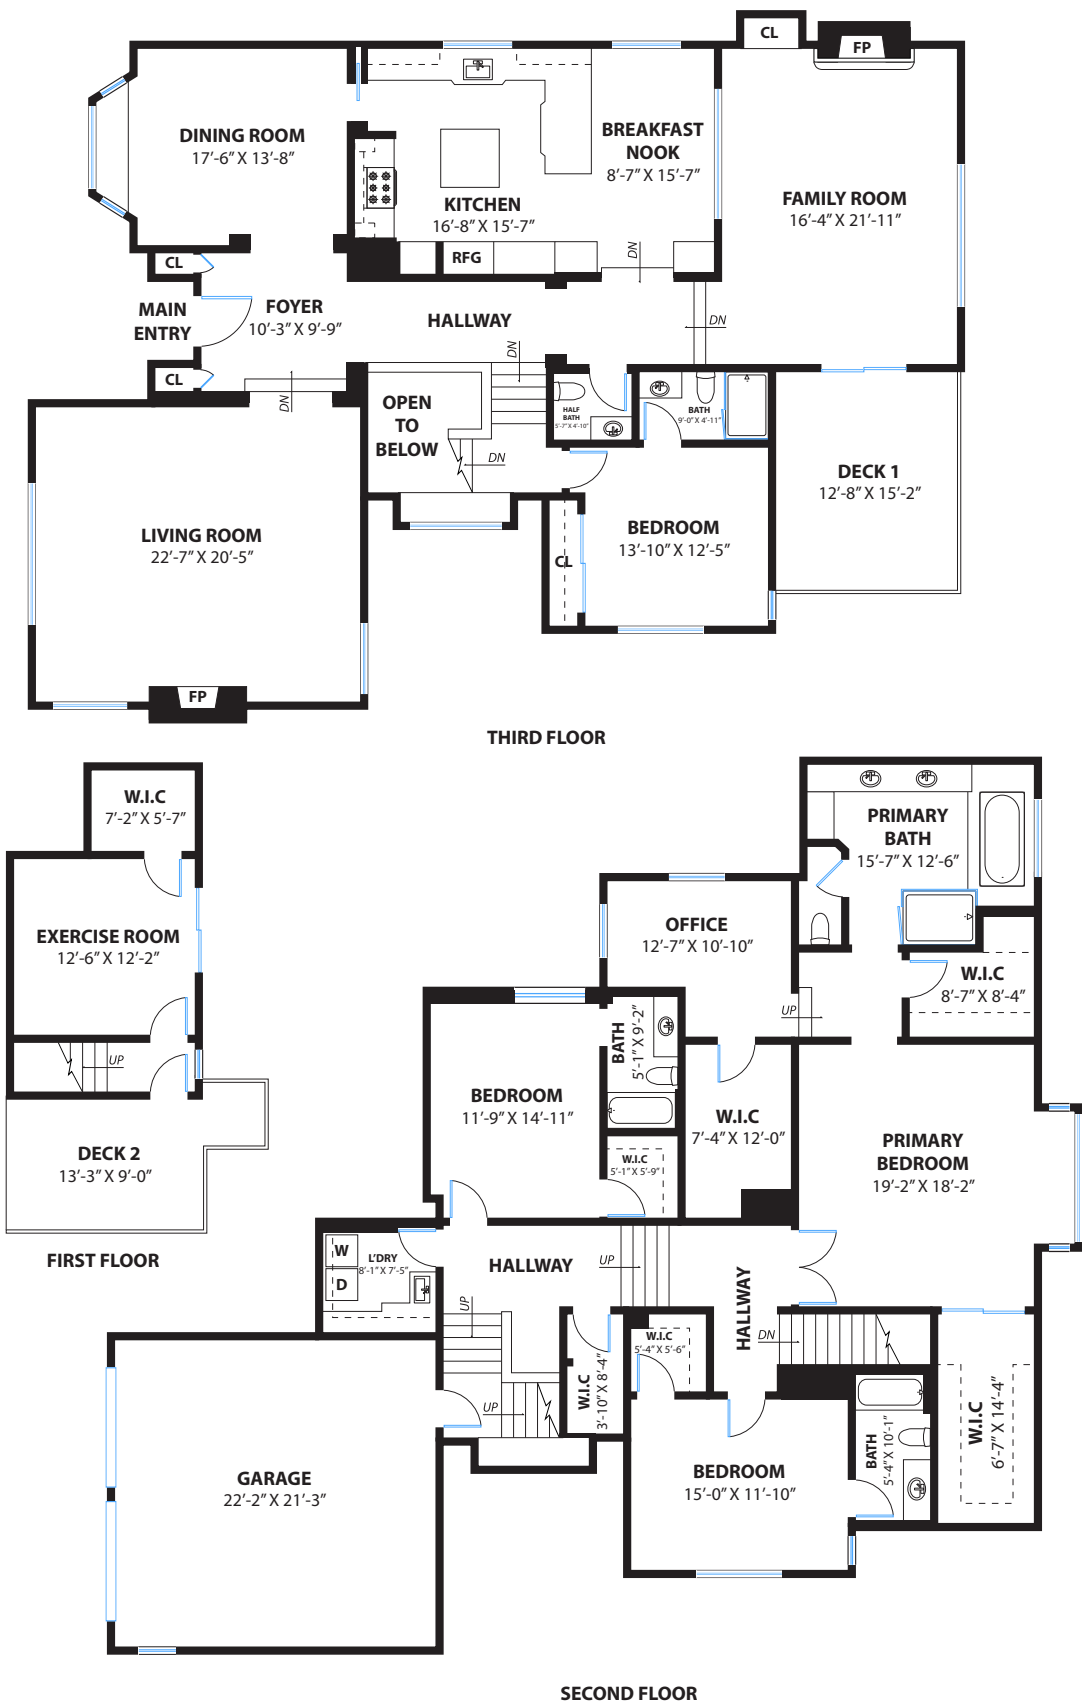 CL
FP
DINING ROOM
17'-6" X 13'-8"
BREAKFAST
NOOK
8'-7" X 15'-7"
KITCHEN
16'-8" X 15'-7"
FAMILY ROOM
16'-4" X 21'-11"
RFG
DN
CL
MAIN
ENTRY
FOYER
10'-3" X 9'-9"
HALLWAY
DN
DN
CL
DN
OPEN
TO
BELOW
HALF
BATH
5'-7" X 4'-10"
BATH
9'-0" X 4'-11"
DN
DECK 1
12'-8" X 15'-2"
LIVING ROOM
22'-7" X 20'-5"
BEDROOM
13'-10" X 12'-5"
CL
FP
THIRD FLOOR
W.I.C
7'-2" X 5'-7"
EXERCISE ROOM
12'-6" X 12'-2"
UP
DECK 2
13'-3" X 9'-0"
FIRST FLOOR
PRIMARY
BATH
15'-7" X 12'-6"
OFFICE
12'-7" X 10'-10"
W.I.C
8'-7" X 8'-4"
UP
BATH
5'-1" X 9'-2"
BEDROOM
11'-9" X 14'-11"
W.I.C
7'-4" X 12'-0"
W.I.C
5'-1" X 5'-9"
PRIMARY
BEDROOM
19'-2" X 18'-2"
W
D
L'DRY
8'-1" X 7'-5"
HALLWAY
UP
HALLWAY
UP
DN
W.I.C
5'-4" X 5'-6"
W.I.C
3'-10" X 8'-4"
UP
W.I.C
6'-7" X 14'-4"
BATH
5'-4" X 10'-1"
GARAGE
22'-2" X 21'-3"
BEDROOM
15'-0" X 11'-10"
SECOND FLOOR